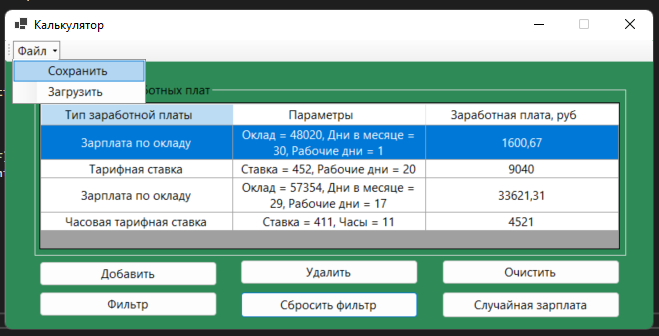 Калькулятор
Файл
Сохранить
Загрузить
отных плат
Тип заработной платы	Параметры	Заработная плата, руб
Зарплата по окладу	Оклад = 48020, Дни в месяце =
30, Рабочие дни = 1	1600,67
Тарифная ставка	Ставка = 452, Рабочие дни = 20	9040
Зарплата по окладу	Оклад = 57354, Дни в месяце =
29, Рабочие дни = 17	33621,31
Часовая тарифная ставка	Ставка = 411, Часы = 11	4521
Добавить	Удалить	Очистить
Фильтр	Сбросить фильтр	Случайная зарплата